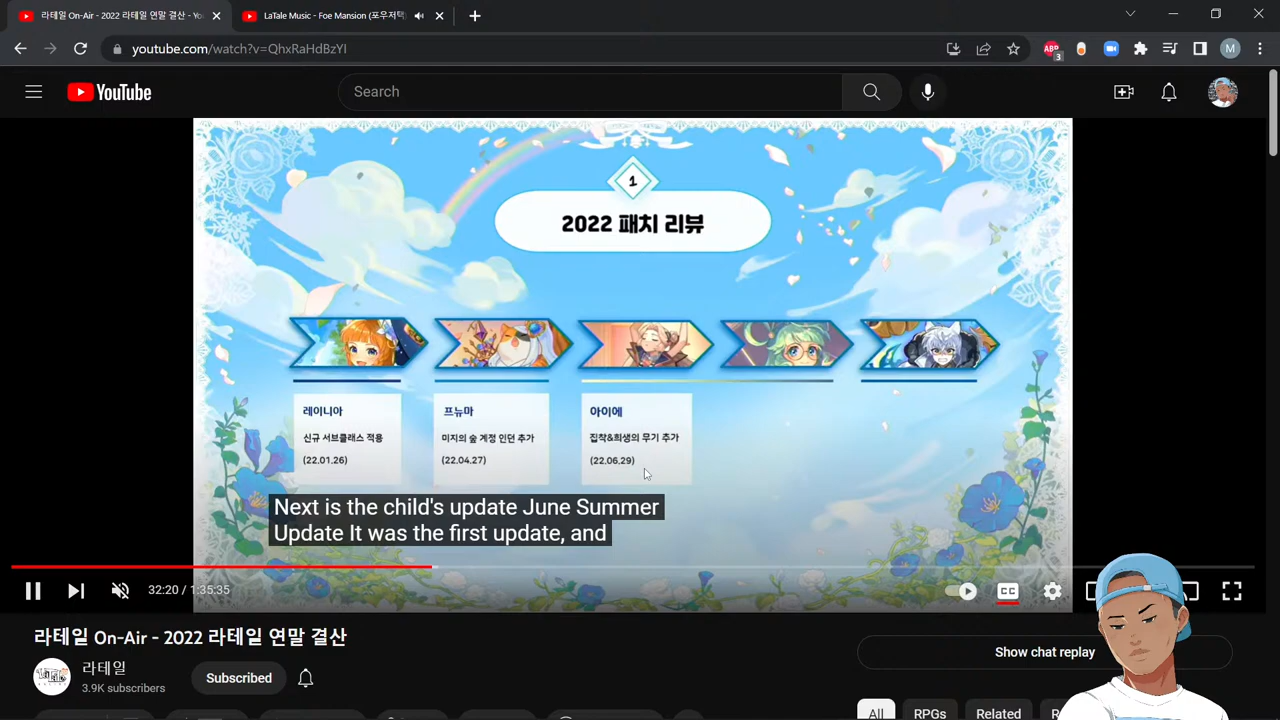 라테일 On-Air - 2022 라테일 연말 결산 - Yo
LaTale Music - Foe Mansion (포우저택)
youtube.com/watch?v=QhxRaHdBzYI
ABP
3
M
YouTube
Search
1
2022 패치 리뷰
레이니아
신규 서브클래스 적용
(22.01.26)
프뉴마
미지의 숲 계정 인던 추가
(22.04.27)
아이에
집착&희생의 무기 추가
(22.06.29)
Next is the child's update June Summer
Update It was the first update, and
32:20 / 1:35:35
CC
라테일 On-Air - 2022 라테일 연말 결산
라테일
3.9K subscribers
Subscribed
Show chat replay
All
RPGs
Related